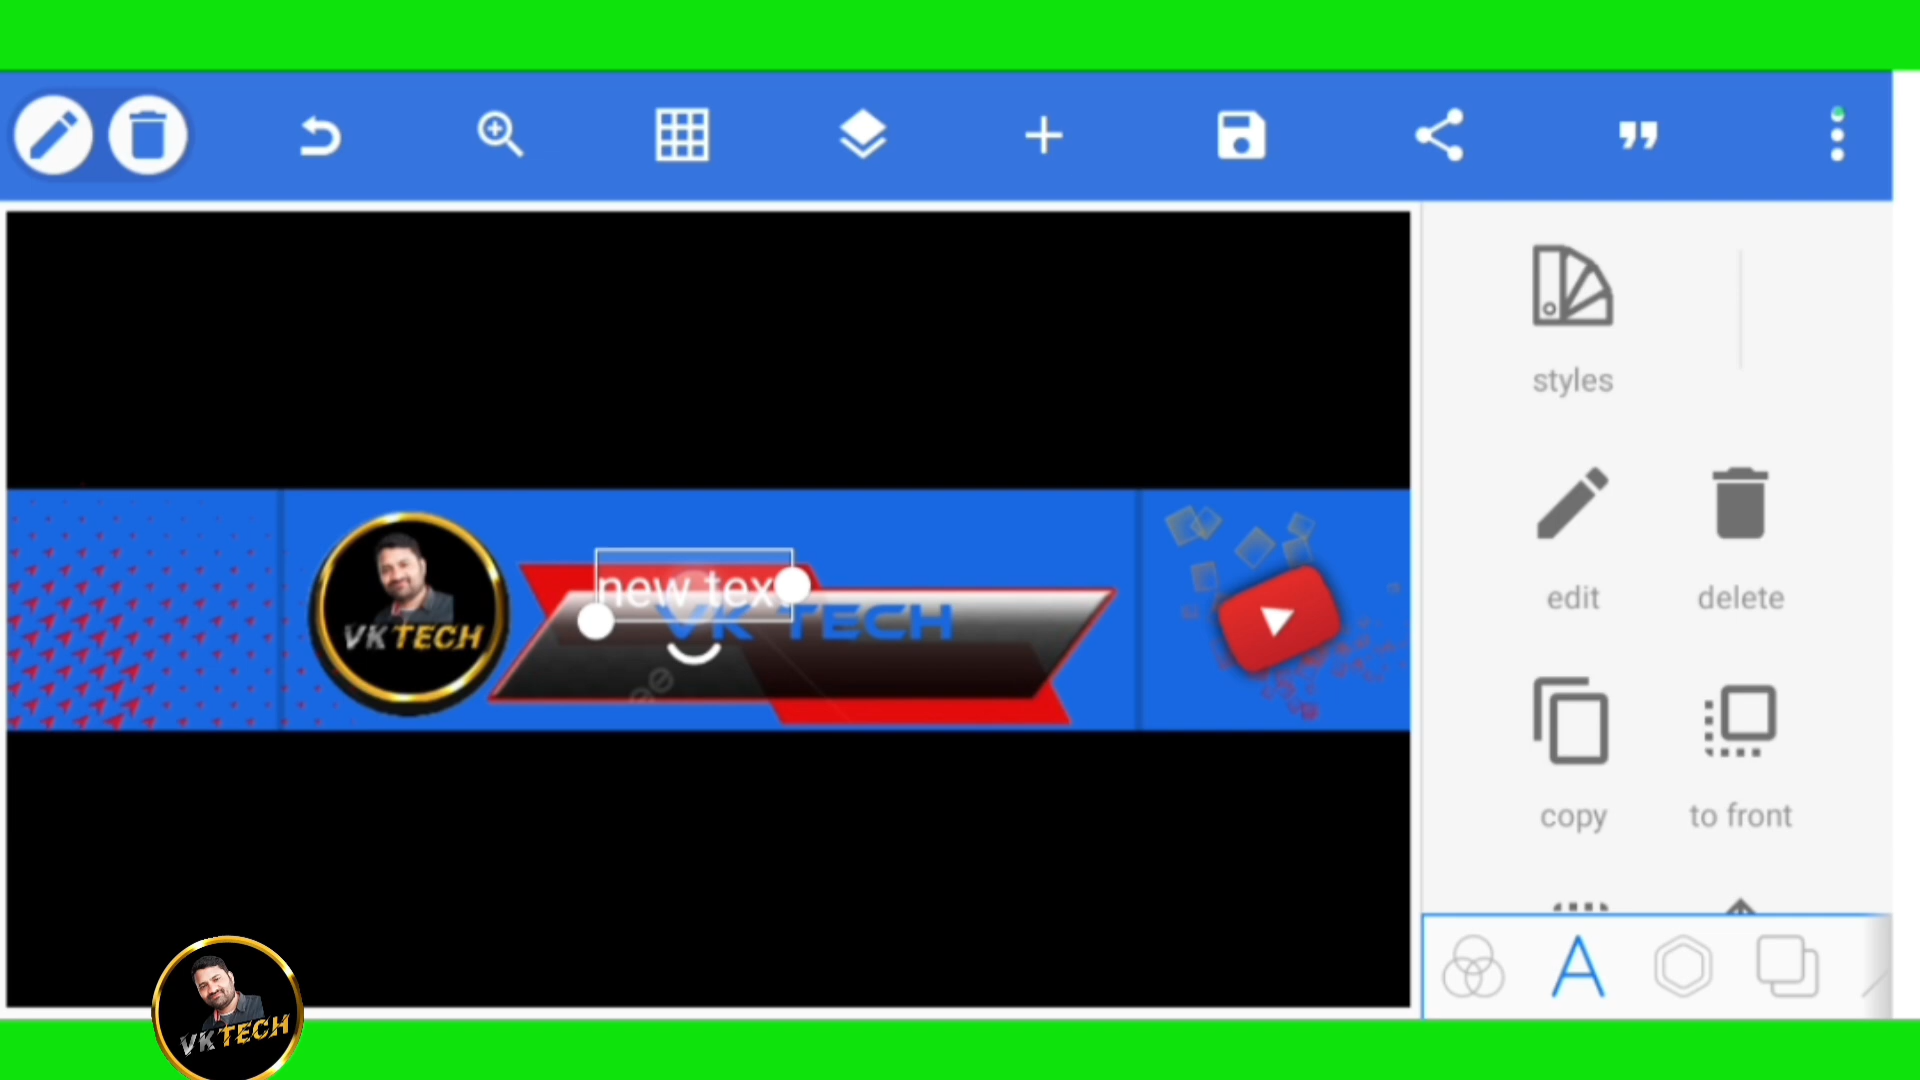 styles
edit
delete
copy
to front
new tex
VK TECH
VK TECH
VK TECH